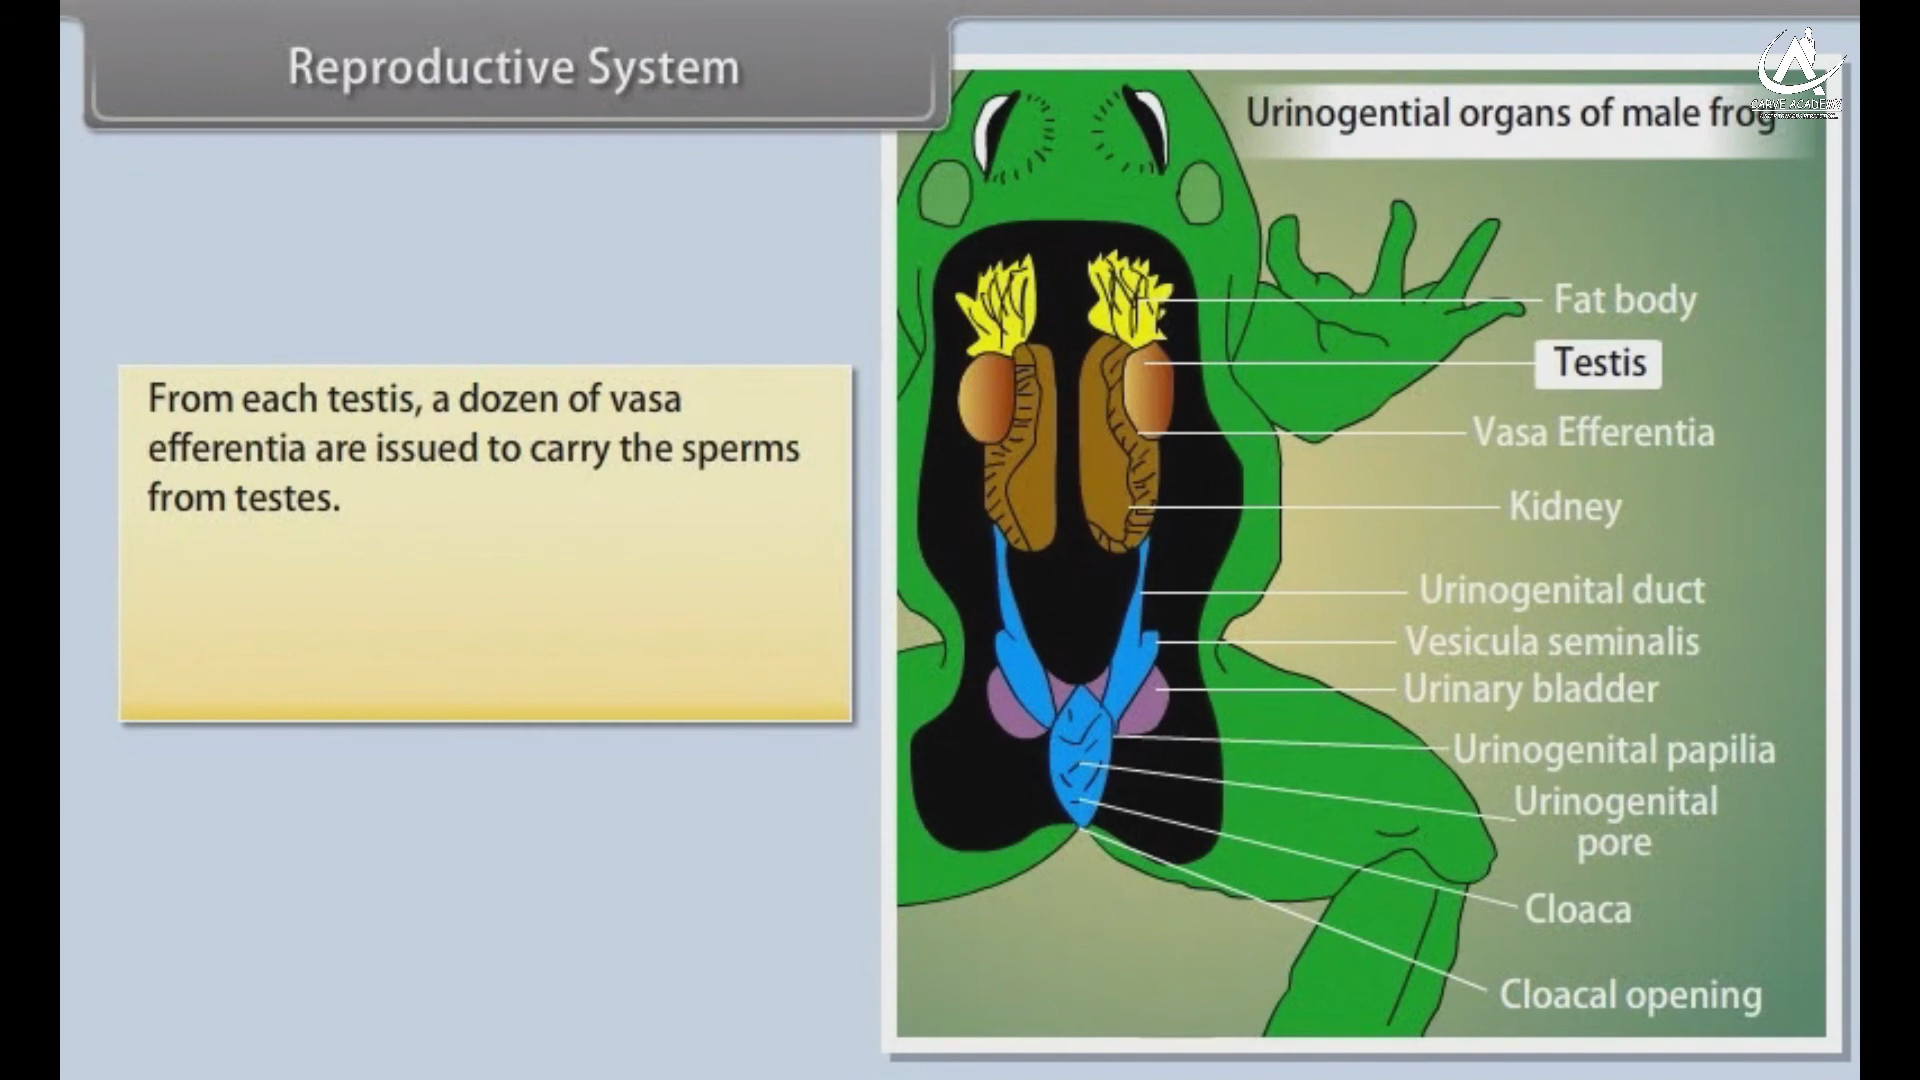 Reproductive System
CARVE ACADEMY
Urinogential organs of male frog
From each testis, a dozen of vasa
efferentia are issued to carry the sperms
from testes.
Fat body
Testis
Vasa Efferentia
Kidney
Urinogenital duct
Vesicula seminalis
Urinary bladder
Urinogenital papilia
Urinogenital
pore
Cloaca
Cloacal opening